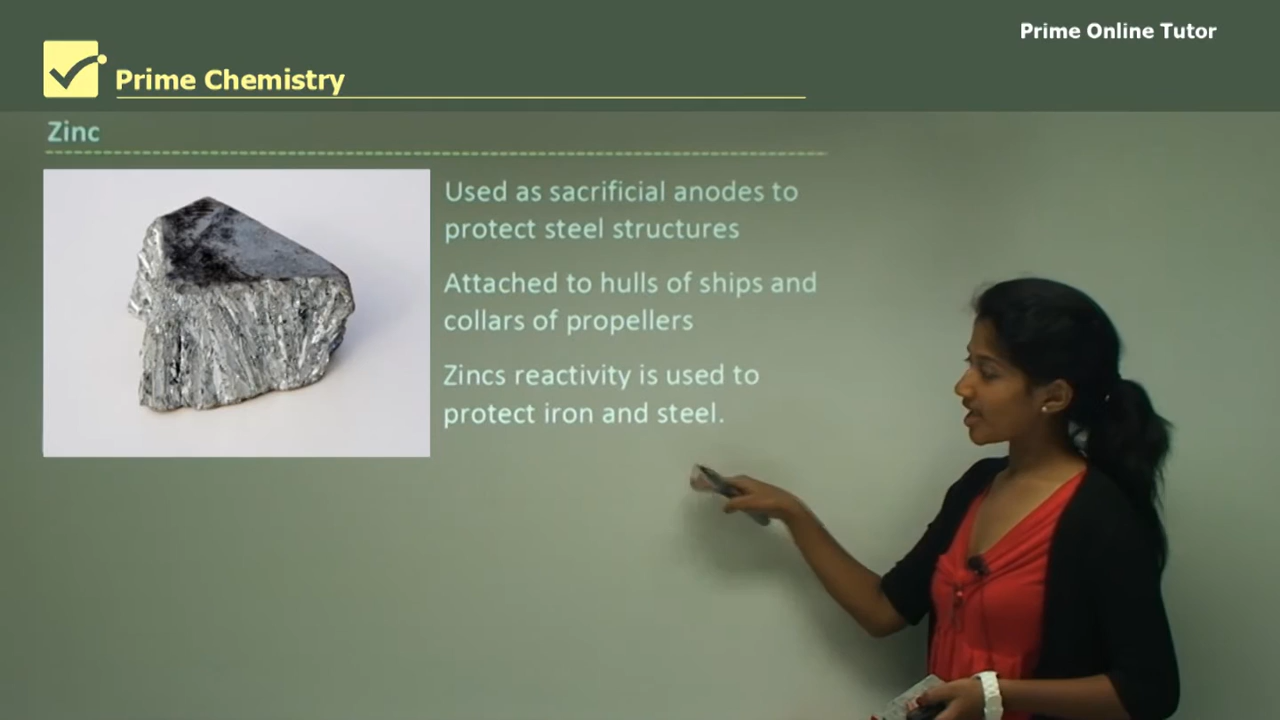 Prime Online Tutor
Prime Chemistry
Zinc
Used as sacrificial anodes to
protect steel structures
Attached to hulls of ships and
collars of propellers
Zincs reactivity is used to
protect iron and steel.